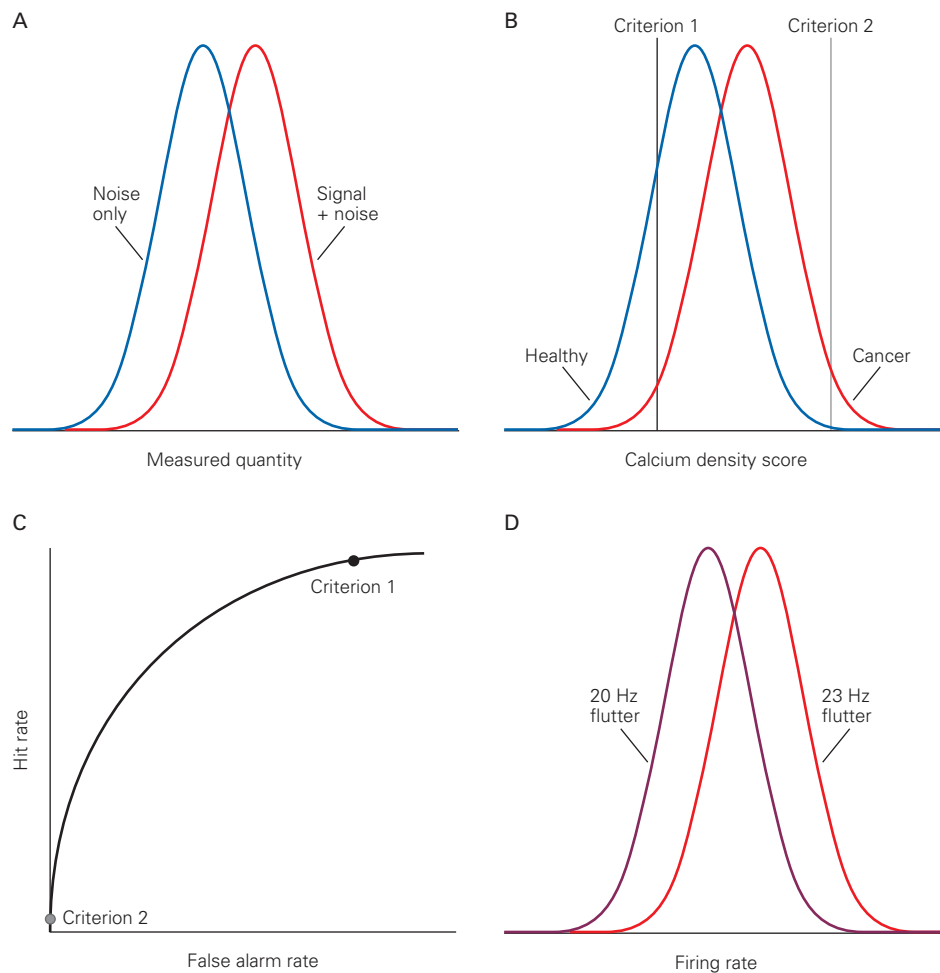 A
Noise
only
Signal
+ noise
Measured quantity
B
Criterion 1
Criterion 2
Healthy
Cancer
Calcium density score
C
Hit rate
Criterion 1
Criterion 2
False alarm rate
D
20 Hz
flutter
23 Hz
flutter
Firing rate